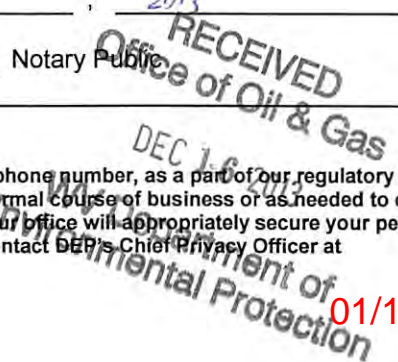 , 2013
Notary Public
RECEIVED
Office of Oil & Gas
DEC 16 2013
phone number, as a part of our regulatory
rmal course of business or as needed to
ur office will appropriately secure your pe
ntact DEP's Chief Privacy Officer at
WV Department of
Environmental Protection
01/1